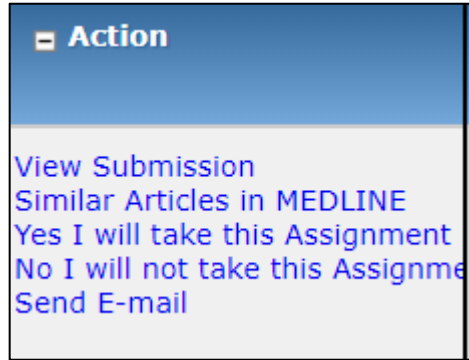 Action
View Submission
Similar Articles in MEDLINE
Yes I will take this Assignment
No I will not take this Assignme
Send E-mail